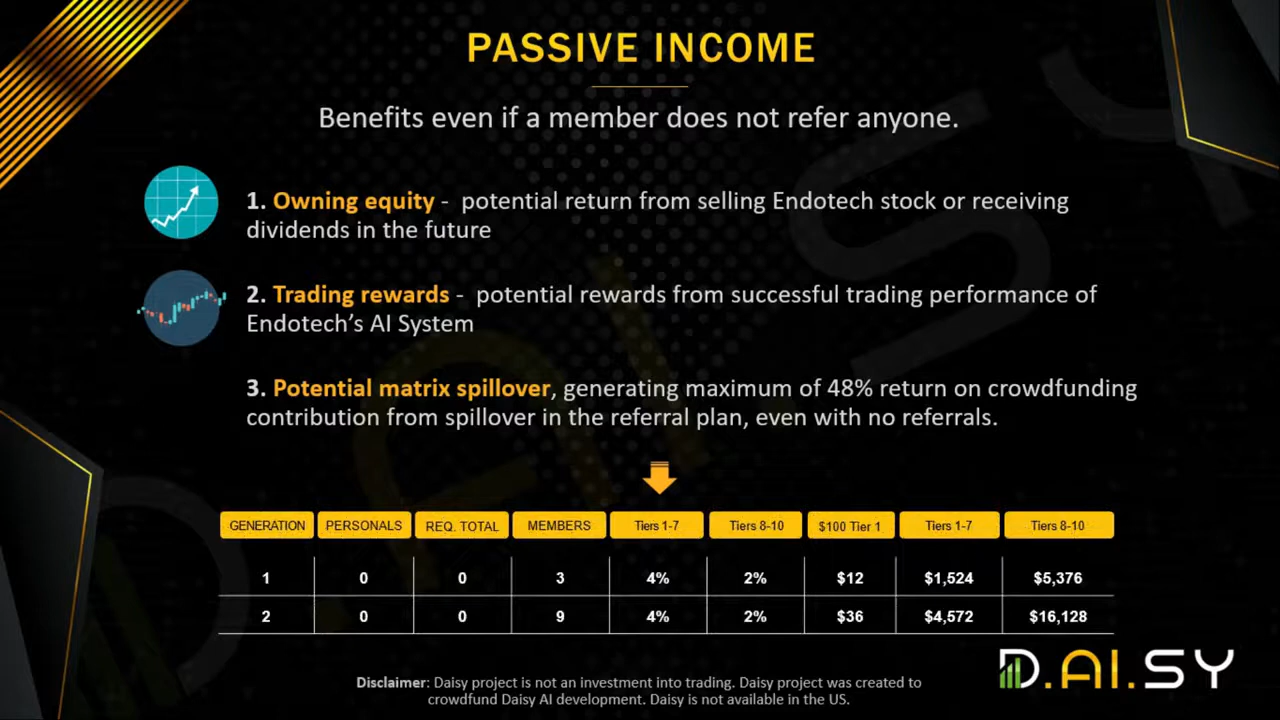 PASSIVE INCOME
Benefits even if a member does not refer anyone.
1. Owning equity - potential return from selling Endotech stock or receiving
dividends in the future
2. Trading rewards - potential rewards from successful trading performance of
Endotech's AI System
3. Potential matrix spillover, generating maximum of 48% return on crowdfunding
contribution from spillover in the referral plan, even with no referrals.
GENERATION PERSONALS REQ. TOTAL MEMBERS Tiers 1-7 Tiers 8-10 $100 Tier 1 Tiers 1-7 Tiers 8-10
1 0 0 3 4% 2% $12 $1,524 $5,376
2 0 0 9 4% 2% $36 $4,572 $16,128
Disclaimer: Daisy project is not an investment into trading. Daisy project was created to
crowdfund Daisy AI development. Daisy is not available in the US.
D.AI.SY